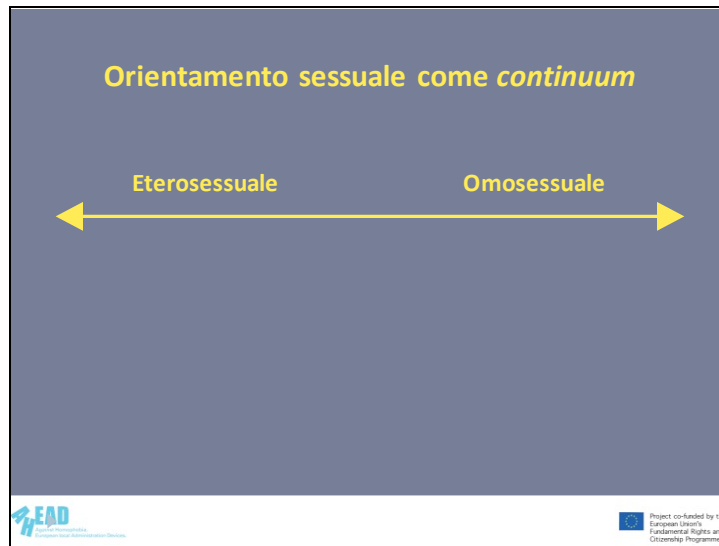 Orientamento sessuale come continuum
Eterosessuale Omosessuale
AHEAD
Against Homophobia.
European local Administration Devices.
Project co-funded by t
European Union's
Fundamental Rights an
Citizenship Programme